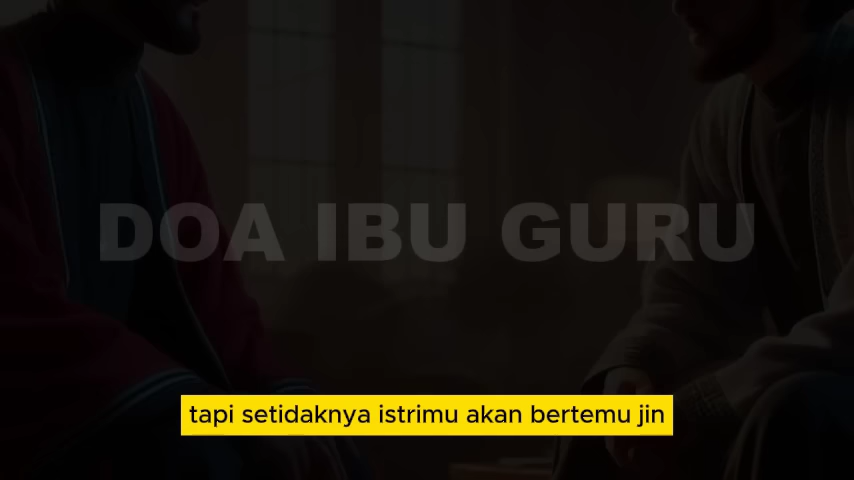 DOA IBU GURU
tapi setidaknya istrimu akan bertemu jin